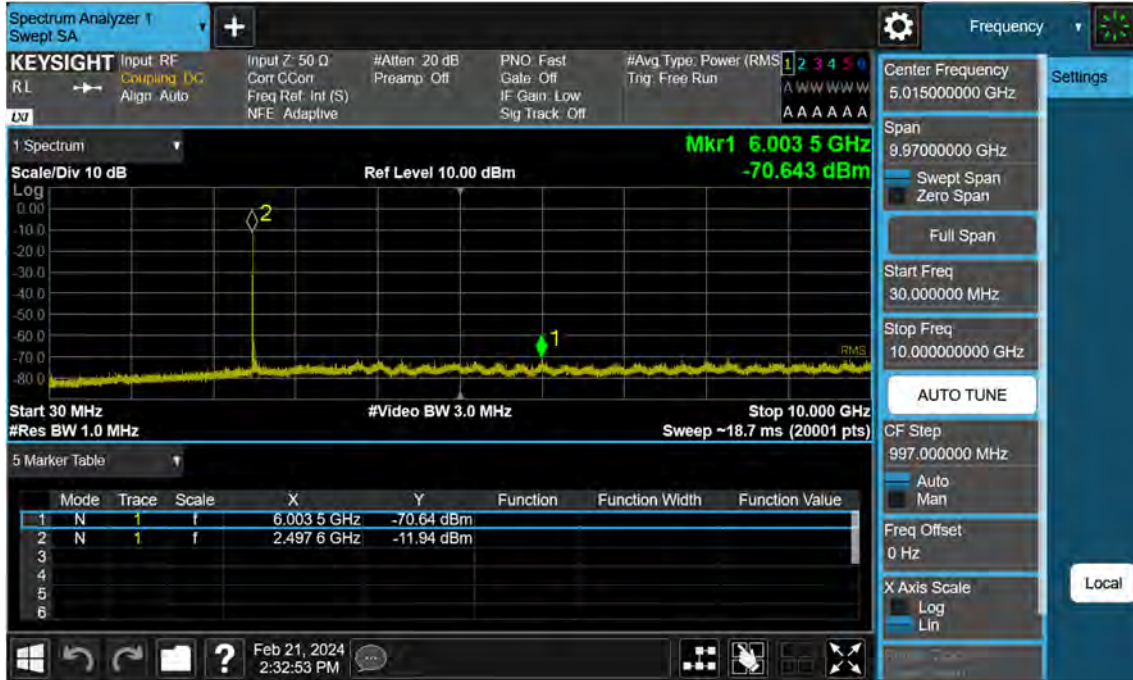 Spectrum Analyzer 1
Swept SA
Frequency
KEYSIGHT
RL
LXI
Input: RF
Coupling: DC
Align: Auto
Input Z: 50 Ω
Corr CCorr
Freq Ref: Int (S)
NFE: Adaptive
#Atten: 20 dB
Preamp: Off
PNO: Fast
Gate: Off
IF Gain: Low
Sig Track: Off
#Avg Type: Power (RMS
Trig: Free Run
1 2 3 4 5 6
A W W W W W
A A A A A A
Center Frequency
5.015000000 GHz
Settings
Span
9.97000000 GHz
Swept Span
Zero Span
Full Span
Start Freq
30.000000 MHz
Stop Freq
10.000000000 GHz
AUTO TUNE
CF Step
997.000000 MHz
Auto
Man
Freq Offset
0 Hz
X Axis Scale
Log
Lin
Local
1 Spectrum
Mkr1 6.003 5 GHz
-70.643 dBm
Scale/Div 10 dB
Ref Level 10.00 dBm
Log
0.00
-10.0
-20.0
-30.0
-40.0
-50.0
-60.0
-70.0
-80.0
2
1
RMS
Start 30 MHz
#Video BW 3.0 MHz
Stop 10.000 GHz
#Res BW 1.0 MHz
Sweep ~18.7 ms (20001 pts)
5 Marker Table
Mode Trace Scale X Y Function Function Width Function Value
1 N 1 f 6.003 5 GHz -70.64 dBm
2 N 1 f 2.497 6 GHz -11.94 dBm
3
4
5
6
?
Feb 21, 2024
2:32:53 PM